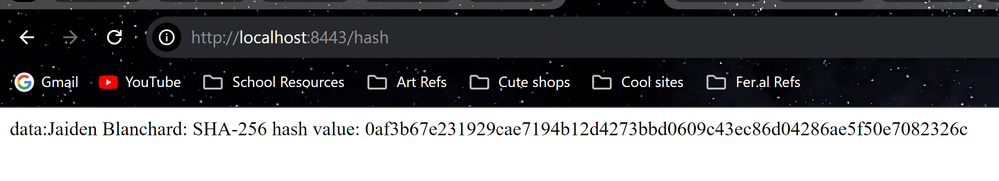 http://localhost:8443/hash
Gmail YouTube School Resources Art Refs Cute shops Cool sites Fer.al Refs
data:Jaiden Blanchard: SHA-256 hash value: 0af3b67e231929cae7194b12d4273bbd0609c43ec86d04286ae5f50e7082326c